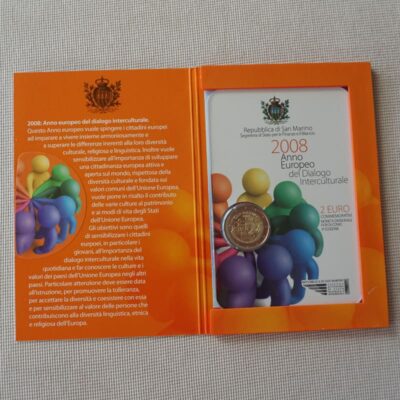 2008: Anno europeo del dialogo interculturale.
Questo Anno europeo vuole spingere i cittadini europei
ad imparare a vivere insieme armoniosamente e
a superare le differenze inerenti alla loro diversità
culturale, religiosa e linguistica. Inoltre vuole
sensibilizzare all'importanza di sviluppare
una cittadinanza europea attiva e
aperta sul mondo, rispettosa della
diversità culturale e fondata sui
valori comuni dell'Unione Europea,
vuole porre in risalto il contributo
delle varie culture al patrimonio
e ai modi di vita degli Stati
dell'Unione Europea.
Gli obiettivi sono quelli
di sensibilizzare i cittadini
europei, in particolare i
giovani, all'importanza del
dialogo interculturale nella vita
quotidiana e far conoscere le culture e i
valori dei paesi dell'Unione Europea negli altri
paesi. Particolare attenzione deve essere data
all'istruzione, per promuovere la tolleranza,
per accettare la diversità e coesistere con essa
e per sensibilizzare al valore delle persone che
contribuiscono alla diversità linguistica, etnica
e religiosa dell'Europa.
Repubblica di San Marino
Segreteria di Stato per le Finanze e il Bilancio
2008
Anno
Europeo
del Dialogo
Interculturale
2 EURO
COMMEMORATIVA